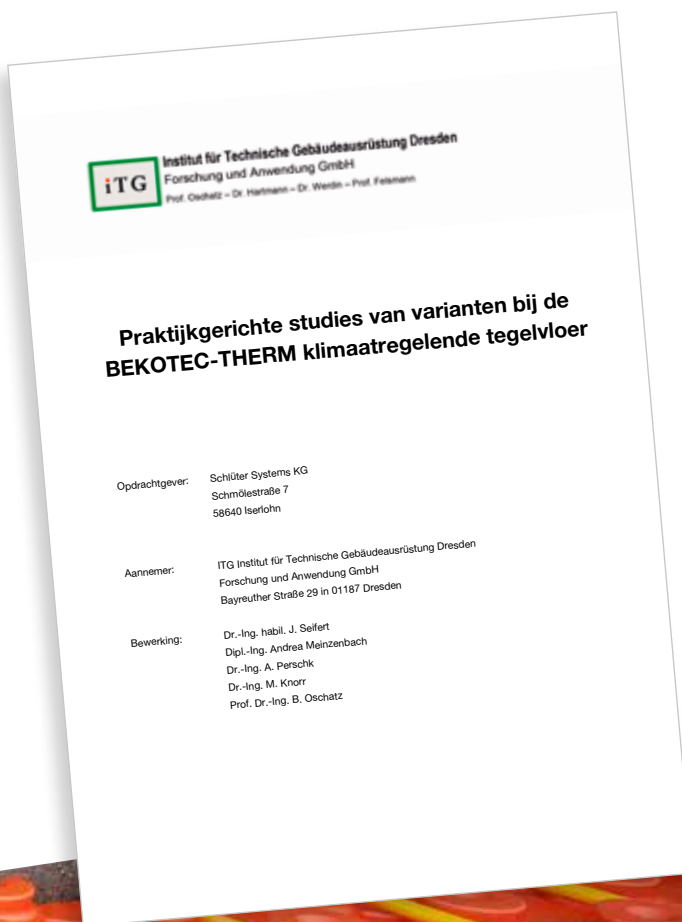 iTG
Institut für Technische Gebäudeausrüstung Dresden
Forschung und Anwendung GmbH
Prof. Oschatz – Dr. Hartmann – Dr. Werdin – Prof. Felsmann
Praktijkgerichte studies van varianten bij de
BEKOTEC-THERM klimaatregelende tegelvloer
Opdrachtgever: Schlüter Systems KG
Schmölestraße 7
58640 Iserlohn
Aannemer: ITG Institut für Technische Gebäudeausrüstung Dresden
Forschung und Anwendung GmbH
Bayreuther Straße 29 in 01187 Dresden
Bewerking: Dr.-Ing. habil. J. Seifert
Dipl.-Ing. Andrea Meinzenbach
Dr.-Ing. A. Perschk
Dr.-Ing. M. Knorr
Prof. Dr.-Ing. B. Oschatz